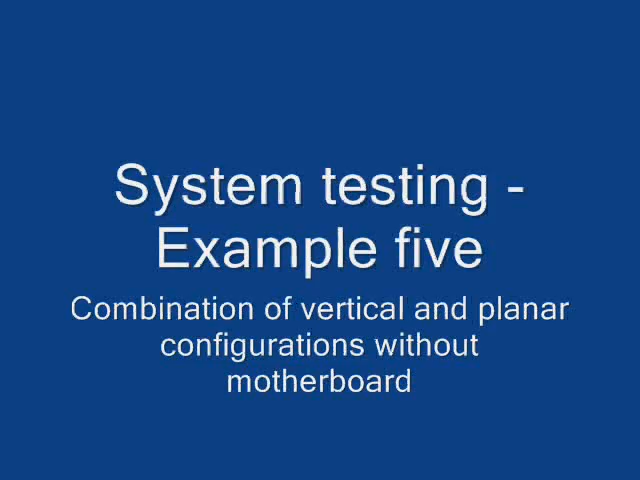 System testing -
Example five
Combination of vertical and planar
configurations without
motherboard